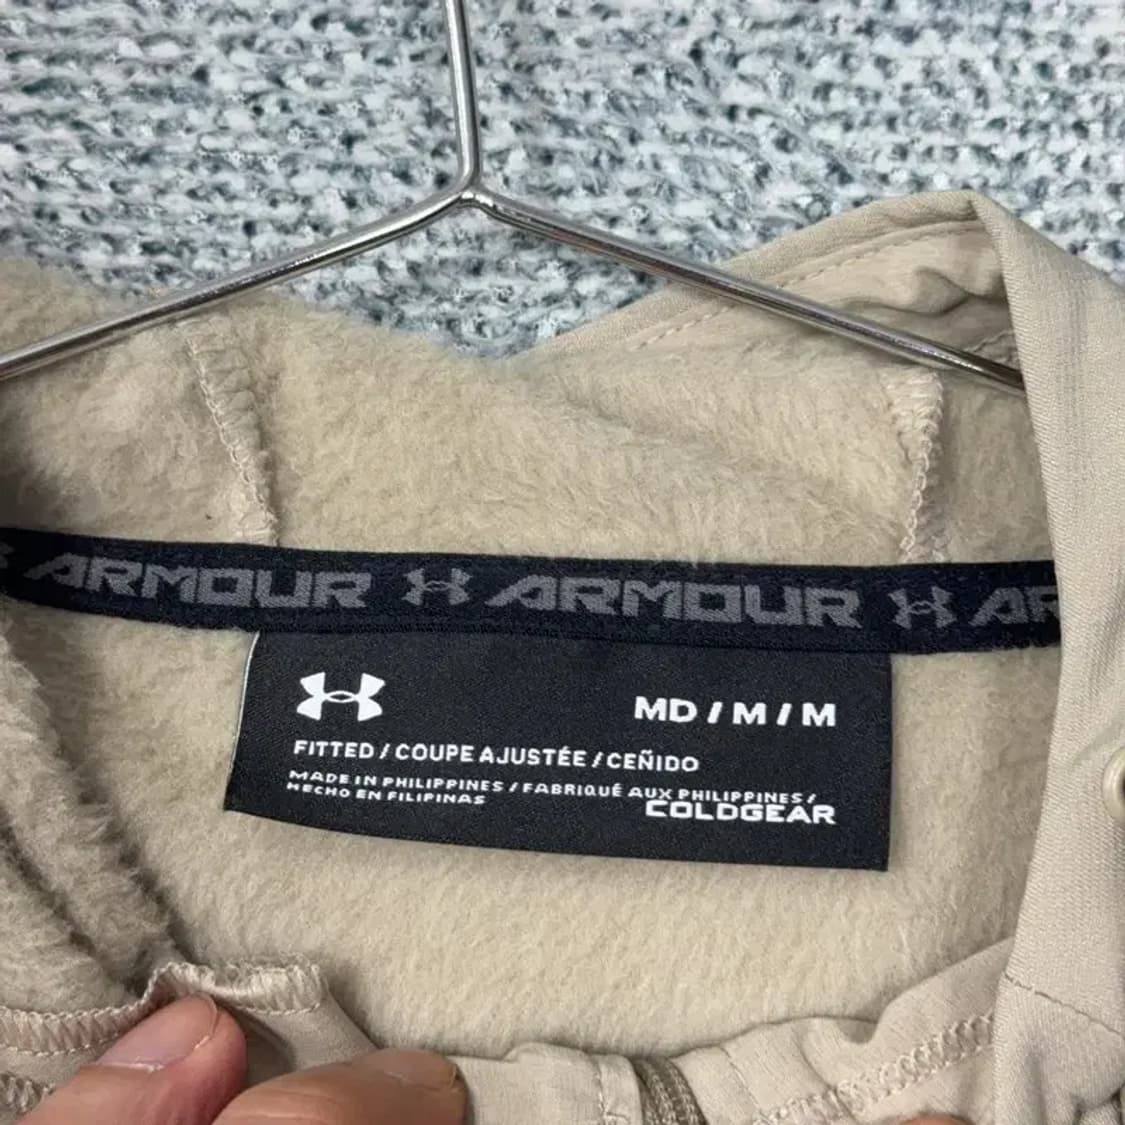 ARMOUR ARMOUR AR
MD / M / M
FITTED / COUPE AJUSTÉE / CEÑIDO
MADE IN PHILIPPINES / FABRIQUÉ AUX PHILIPPINES /
HECHO EN FILIPINAS
COLDGEAR